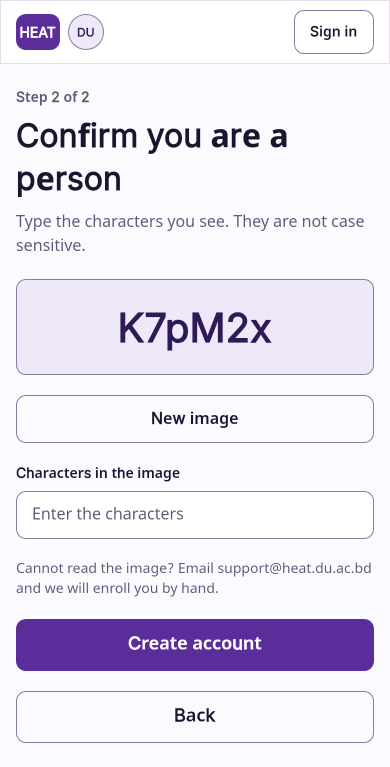 HEAT DU Sign in
Step 2 of 2
Confirm you are a
person
Type the characters you see. They are not case
sensitive.
K7pM2x
New image
Characters in the image
Enter the characters
Cannot read the image? Email support@heat.du.ac.bd
and we will enroll you by hand.
Create account
Back